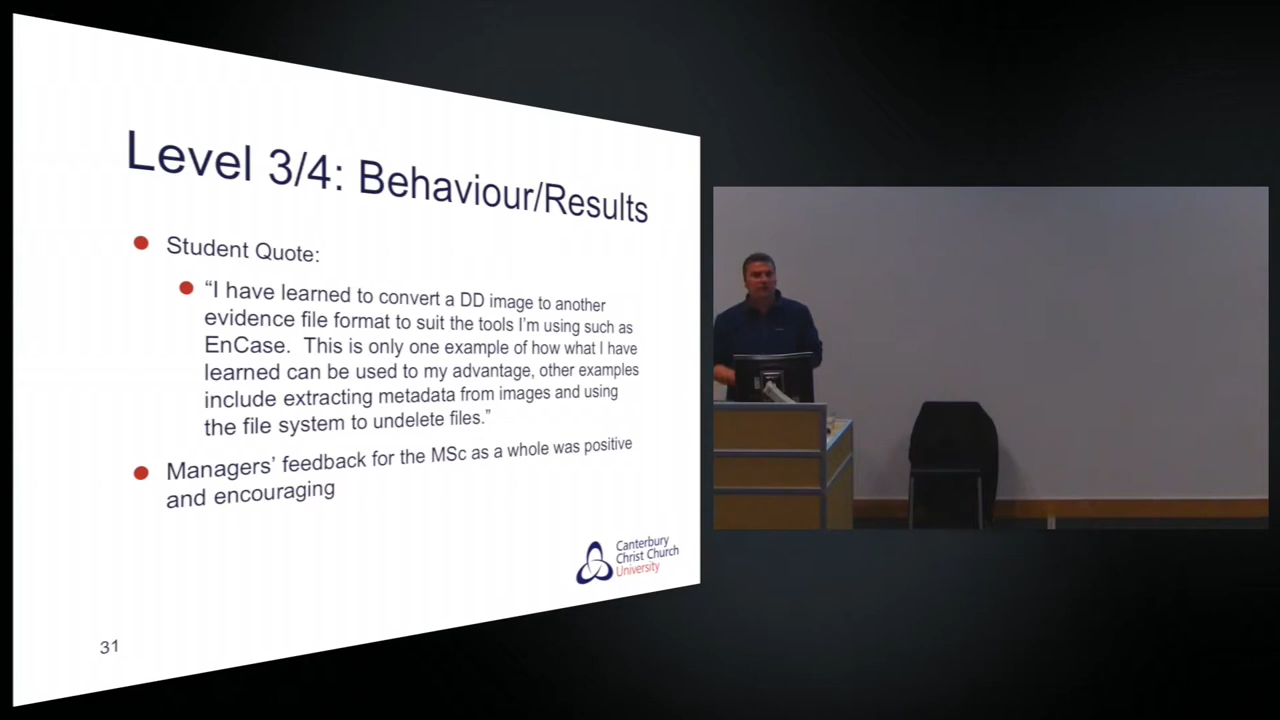 Level 3/4: Behaviour/Results
Student Quote:
“I have learned to convert a DD image to another
evidence file format to suit the tools I’m using such as
EnCase. This is only one example of how what I have
learned can be used to my advantage, other examples
include extracting metadata from images and using
the file system to undelete files.”
Managers’ feedback for the MSc as a whole was positive
and encouraging
Canterbury
Christ Church
University
31